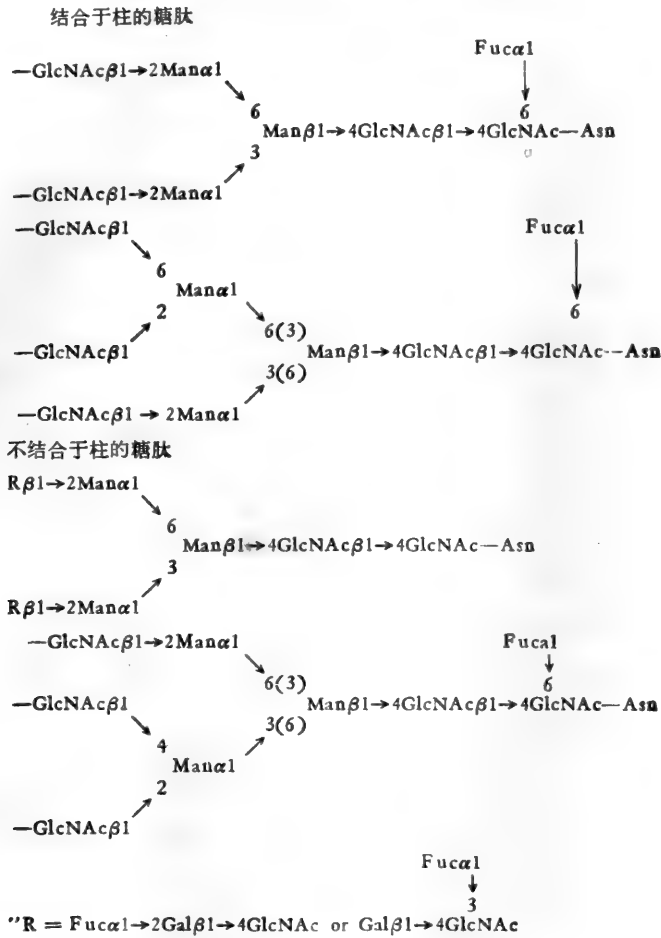 结合于柱的糖肽
Fucα1
—GlcNAcβ1→2Manα1
↓
↘
6
6
Manβ1→4GlcNAcβ1→4GlcNAc—Asn
3
↗
—GlcNAcβ1→2Manα1
—GlcNAcβ1
Fucα1
↘
6
↓
Manα1
2
↘
6
↗
6(3)
—GlcNAcβ1
Manβ1→4GlcNAcβ1→4GlcNAc—Asn
3(6)
↗
—GlcNAcβ1→2Manα1
不结合于柱的糖肽
Rβ1→2Manα1
↘
6
Manβ1→4GlcNAcβ1→4GlcNAc—Asn
3
↗
Rβ1→2Manα1
—GlcNAcβ1→2Manα1
Fucal
↘
↓
6(3)
6
—GlcNAcβ1
Manβ1→4GlcNAcβ1→4GlcNAc—Asn
↘
3(6)
4
↗
Manα1
2
↗
—GlcNAcβ1
Fucα1
↓
3
"R = Fucα1→2Galβ1→4GlcNAc or Galβ1→4GlcNAc